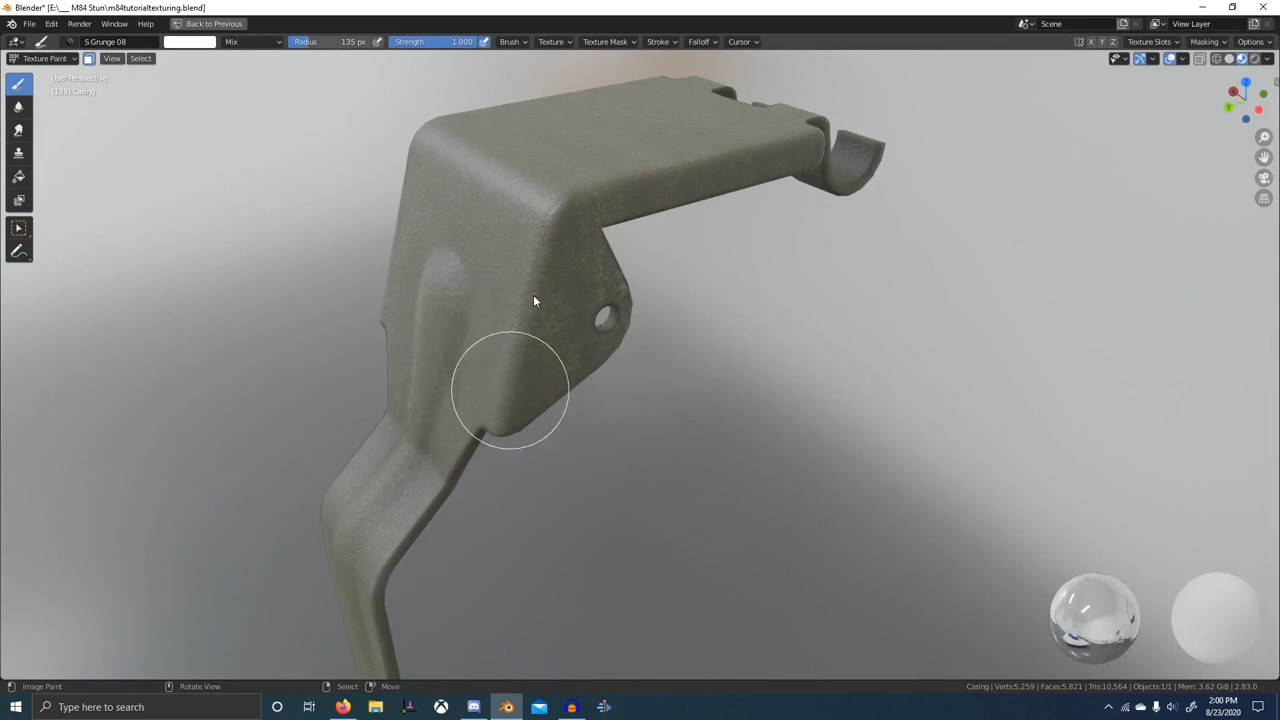 Blender* [E:\___ M84 Stun\m84tutorialtexturing.blend]
File Edit Render Window Help Back to Previous Scene View Layer
S Grunge 08 Mix Radius 135 px Strength 1.000 Brush Texture Texture Mask Stroke Falloff Cursor X Y Z Texture Slots Masking Options
Texture Paint View Select
User Perspective
(139) Casing
Z
X
Y
Image Paint Rotate View Select Move Casing | Verts:5,259 | Faces:5,821 | Tris:10,564 | Objects:1/1 | Mem: 3.62 GiB | 2.83.0
Type here to search
2:00 PM
8/23/2020